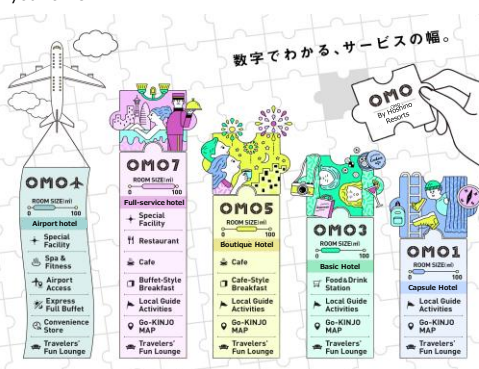 数字でわかる、サービスの幅。
OMO
by Hoshino
Resorts
OMO
ROOM SIZE(㎡)
0 100
Airport hotel
Special
Facility
Spa &
Fitness
Airport
Access
Express
Full Buffet
Convenience
Store
Travelers'
Fun Lounge
OMO7
ROOM SIZE(㎡)
0 100
Full-service hotel
Special
Facility
Restaurant
Cafe
Buffet-Style
Breakfast
Local Guide
Activities
Go-KINJO
MAP
Travelers'
Fun Lounge
OMO5
ROOM SIZE(㎡)
0 100
Boutique Hotel
Cafe
Cafe-Style
Breakfast
Local Guide
Activities
Go-KINJO
MAP
Travelers'
Fun Lounge
OMO3
ROOM SIZE(㎡)
0 100
Basic Hotel
Food&Drink
Station
Local Guide
Activities
Go-KINJO
MAP
Travelers'
Fun Lounge
OMO1
ROOM SIZE(㎡)
0 100
Capsule Hotel
Local Guide
Activities
Go-KINJO
MAP
Travelers'
Fun Lounge